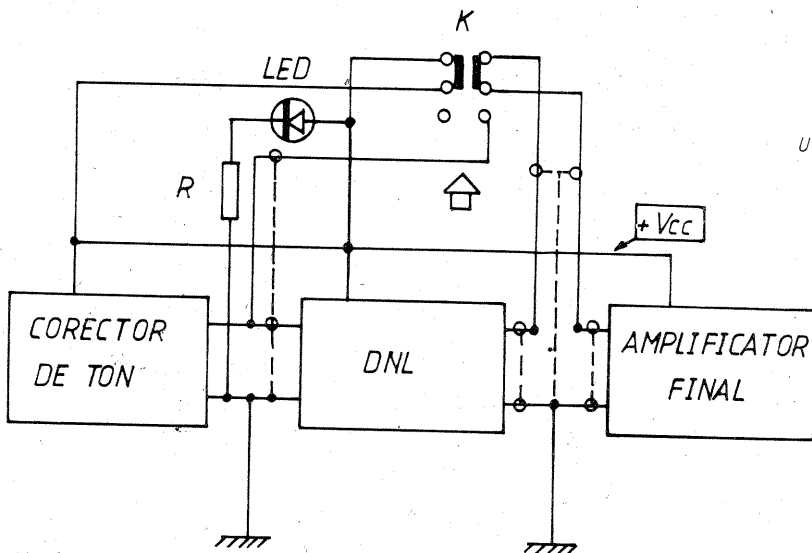 K
LED
U
R
+Vcc
CORECTOR
DE TON
DNL
AMPLIFICATOR
FINAL